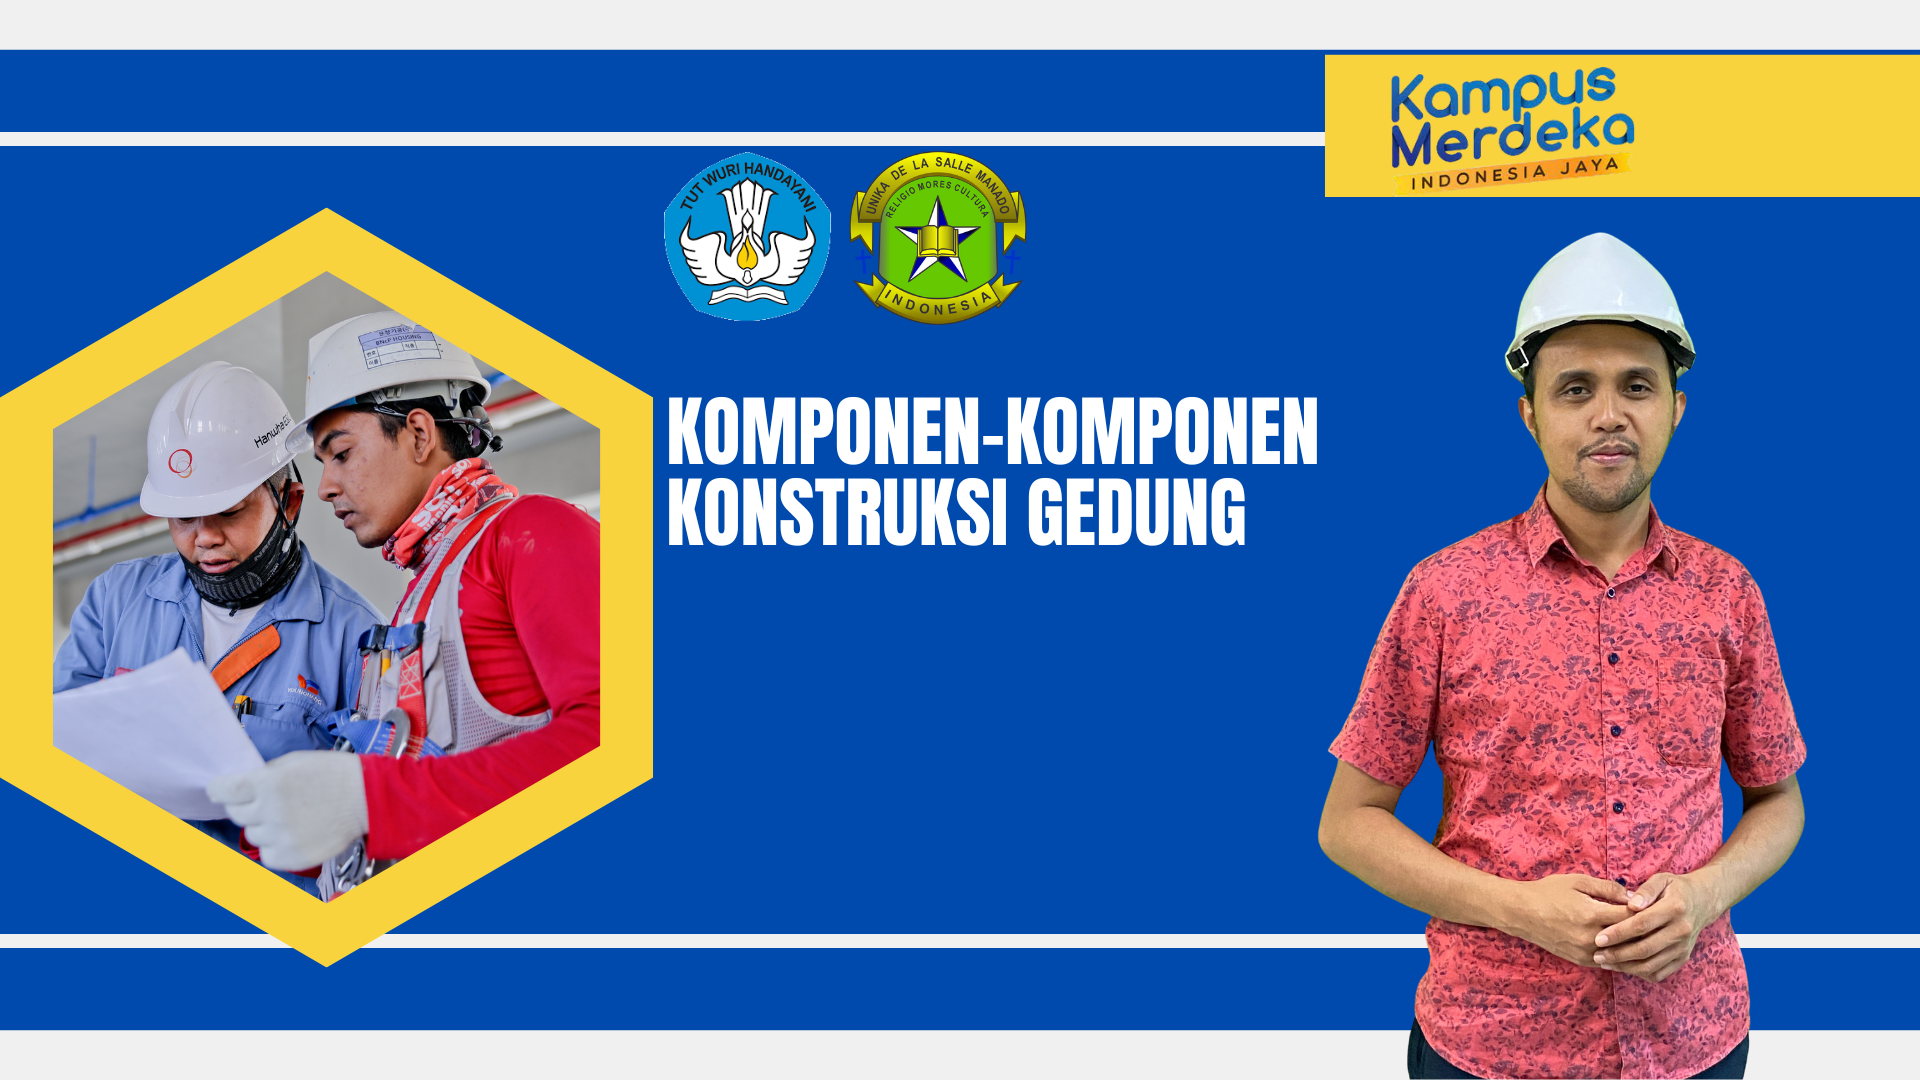 Kampus
Merdeka
INDONESIA JAYA
TUT WURI HANDAYANI
UNIKA DE LA SALLE MANADO
RELIGIO MORES CULTURA
INDONESIA
KOMPONEN-KOMPONEN
KONSTRUKSI GEDUNG
Hanwha E&C